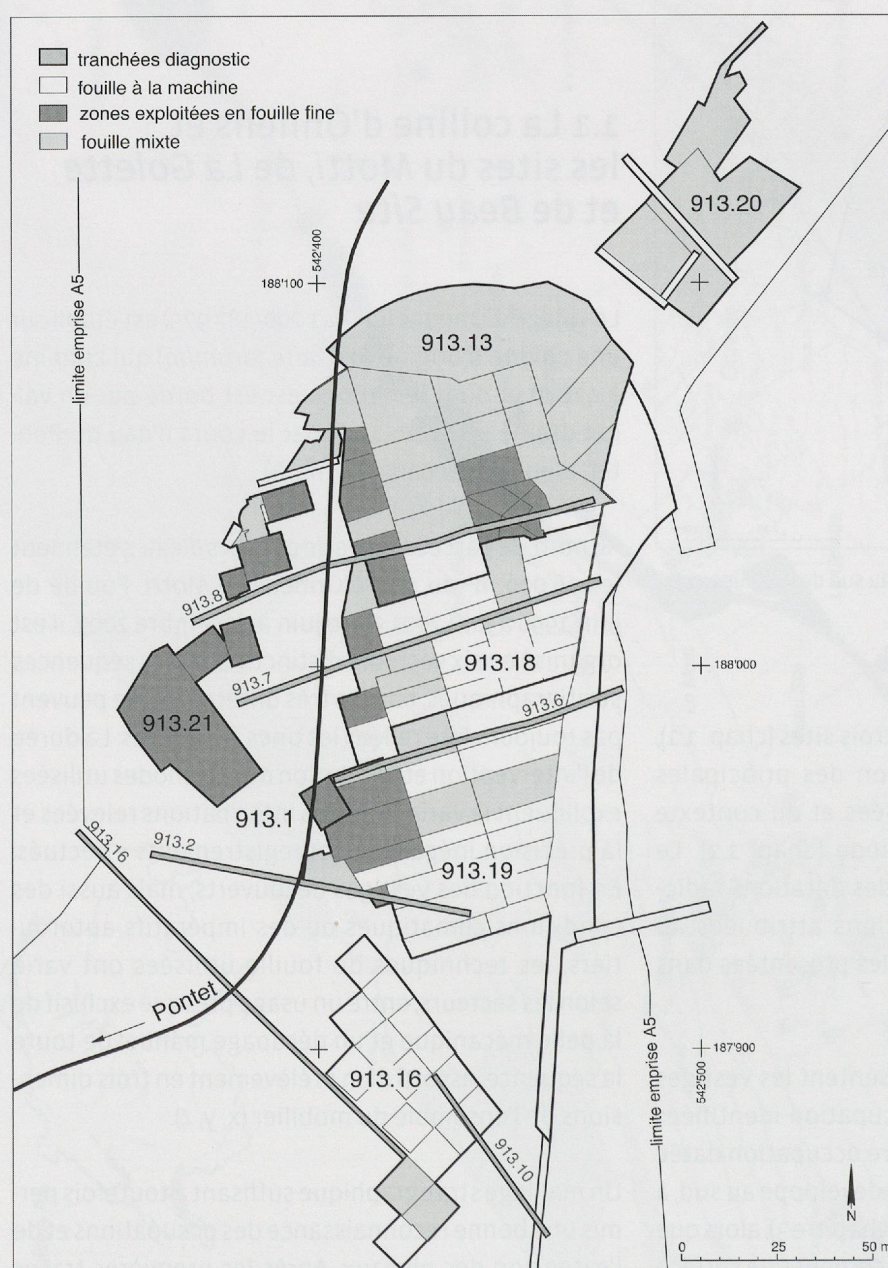 tranchées diagnostic
fouille à la machine
zones exploitées en fouille fine
fouille mixte
913.20
limite emprise A5
542'400
188'100
913.13
913.8
913.7
913.18
188'000
913.21
913.6
913.1
913.16
913.2
913.19
Pontet
913.16
913.10
limite emprise A5
187'900
542'500
N
0 25 50 m